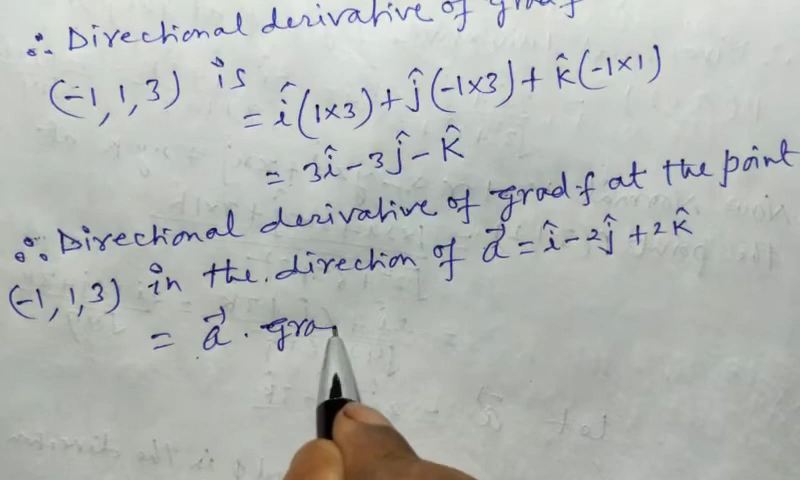 ∴ Directional derivative of grad f
(-1, 1, 3) is
= î(1×3) + ĵ(-1×3) + k̂(-1×1)
= 3î - 3ĵ - k̂
∴ Directional derivative of grad f at the point
(-1, 1, 3) in the direction of a⃗ = î - 2ĵ + 2k̂
= a⃗ . gra